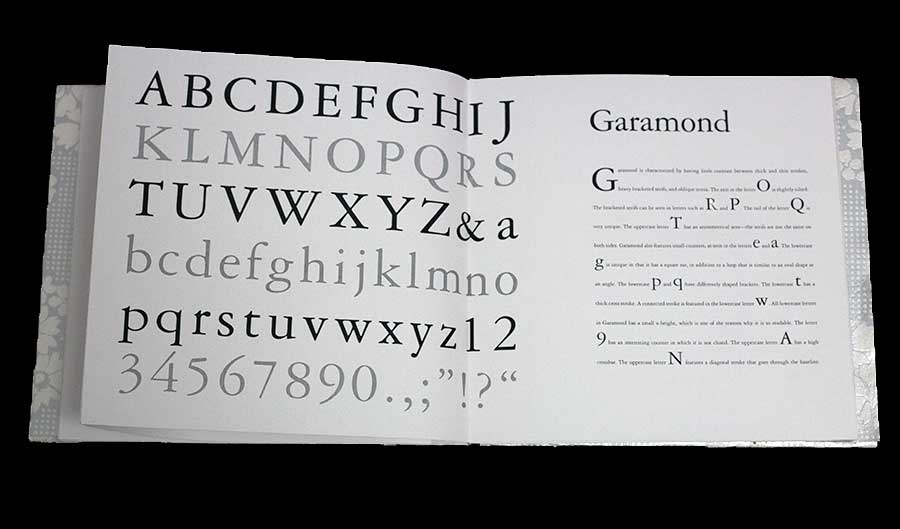 ABCDEFGHIJ
KLMNOPQRS
TUVWXYZ&a
bcdefghijklmno
pqrstuvwxyz12
34567890.,;”!?“
Garamond
Garamond is characterized by having little contrast between thick and thin strokes,
heavy bracketed serifs, and oblique stress. The axis in the letter O is slightly tilted.
The bracketed serifs can be seen in letters such as R and P. The tail of the letter Q is
very unique. The uppercase letter T has an asymmetrical arm—the serifs are not the same on
both sides. Garamond also features small counters, as seen in the letters e and a. The lowercase
g is unique in that it has a square ear, in addition to a loop that is similar to an oval shape at
an angle. The lowercase p and q have differently shaped brackets. The lowercase t has a
thick cross stroke. A connected stroke is featured in the lowercase letter w. All lowercase letters
in Garamond has a small x-height, which is one of the reasons why it is so readable. The letter
9 has an interesting counter in which it is not closed. The uppercase letter A has a high
crossbar. The uppercase letter N features a diagonal stroke that goes through the baseline